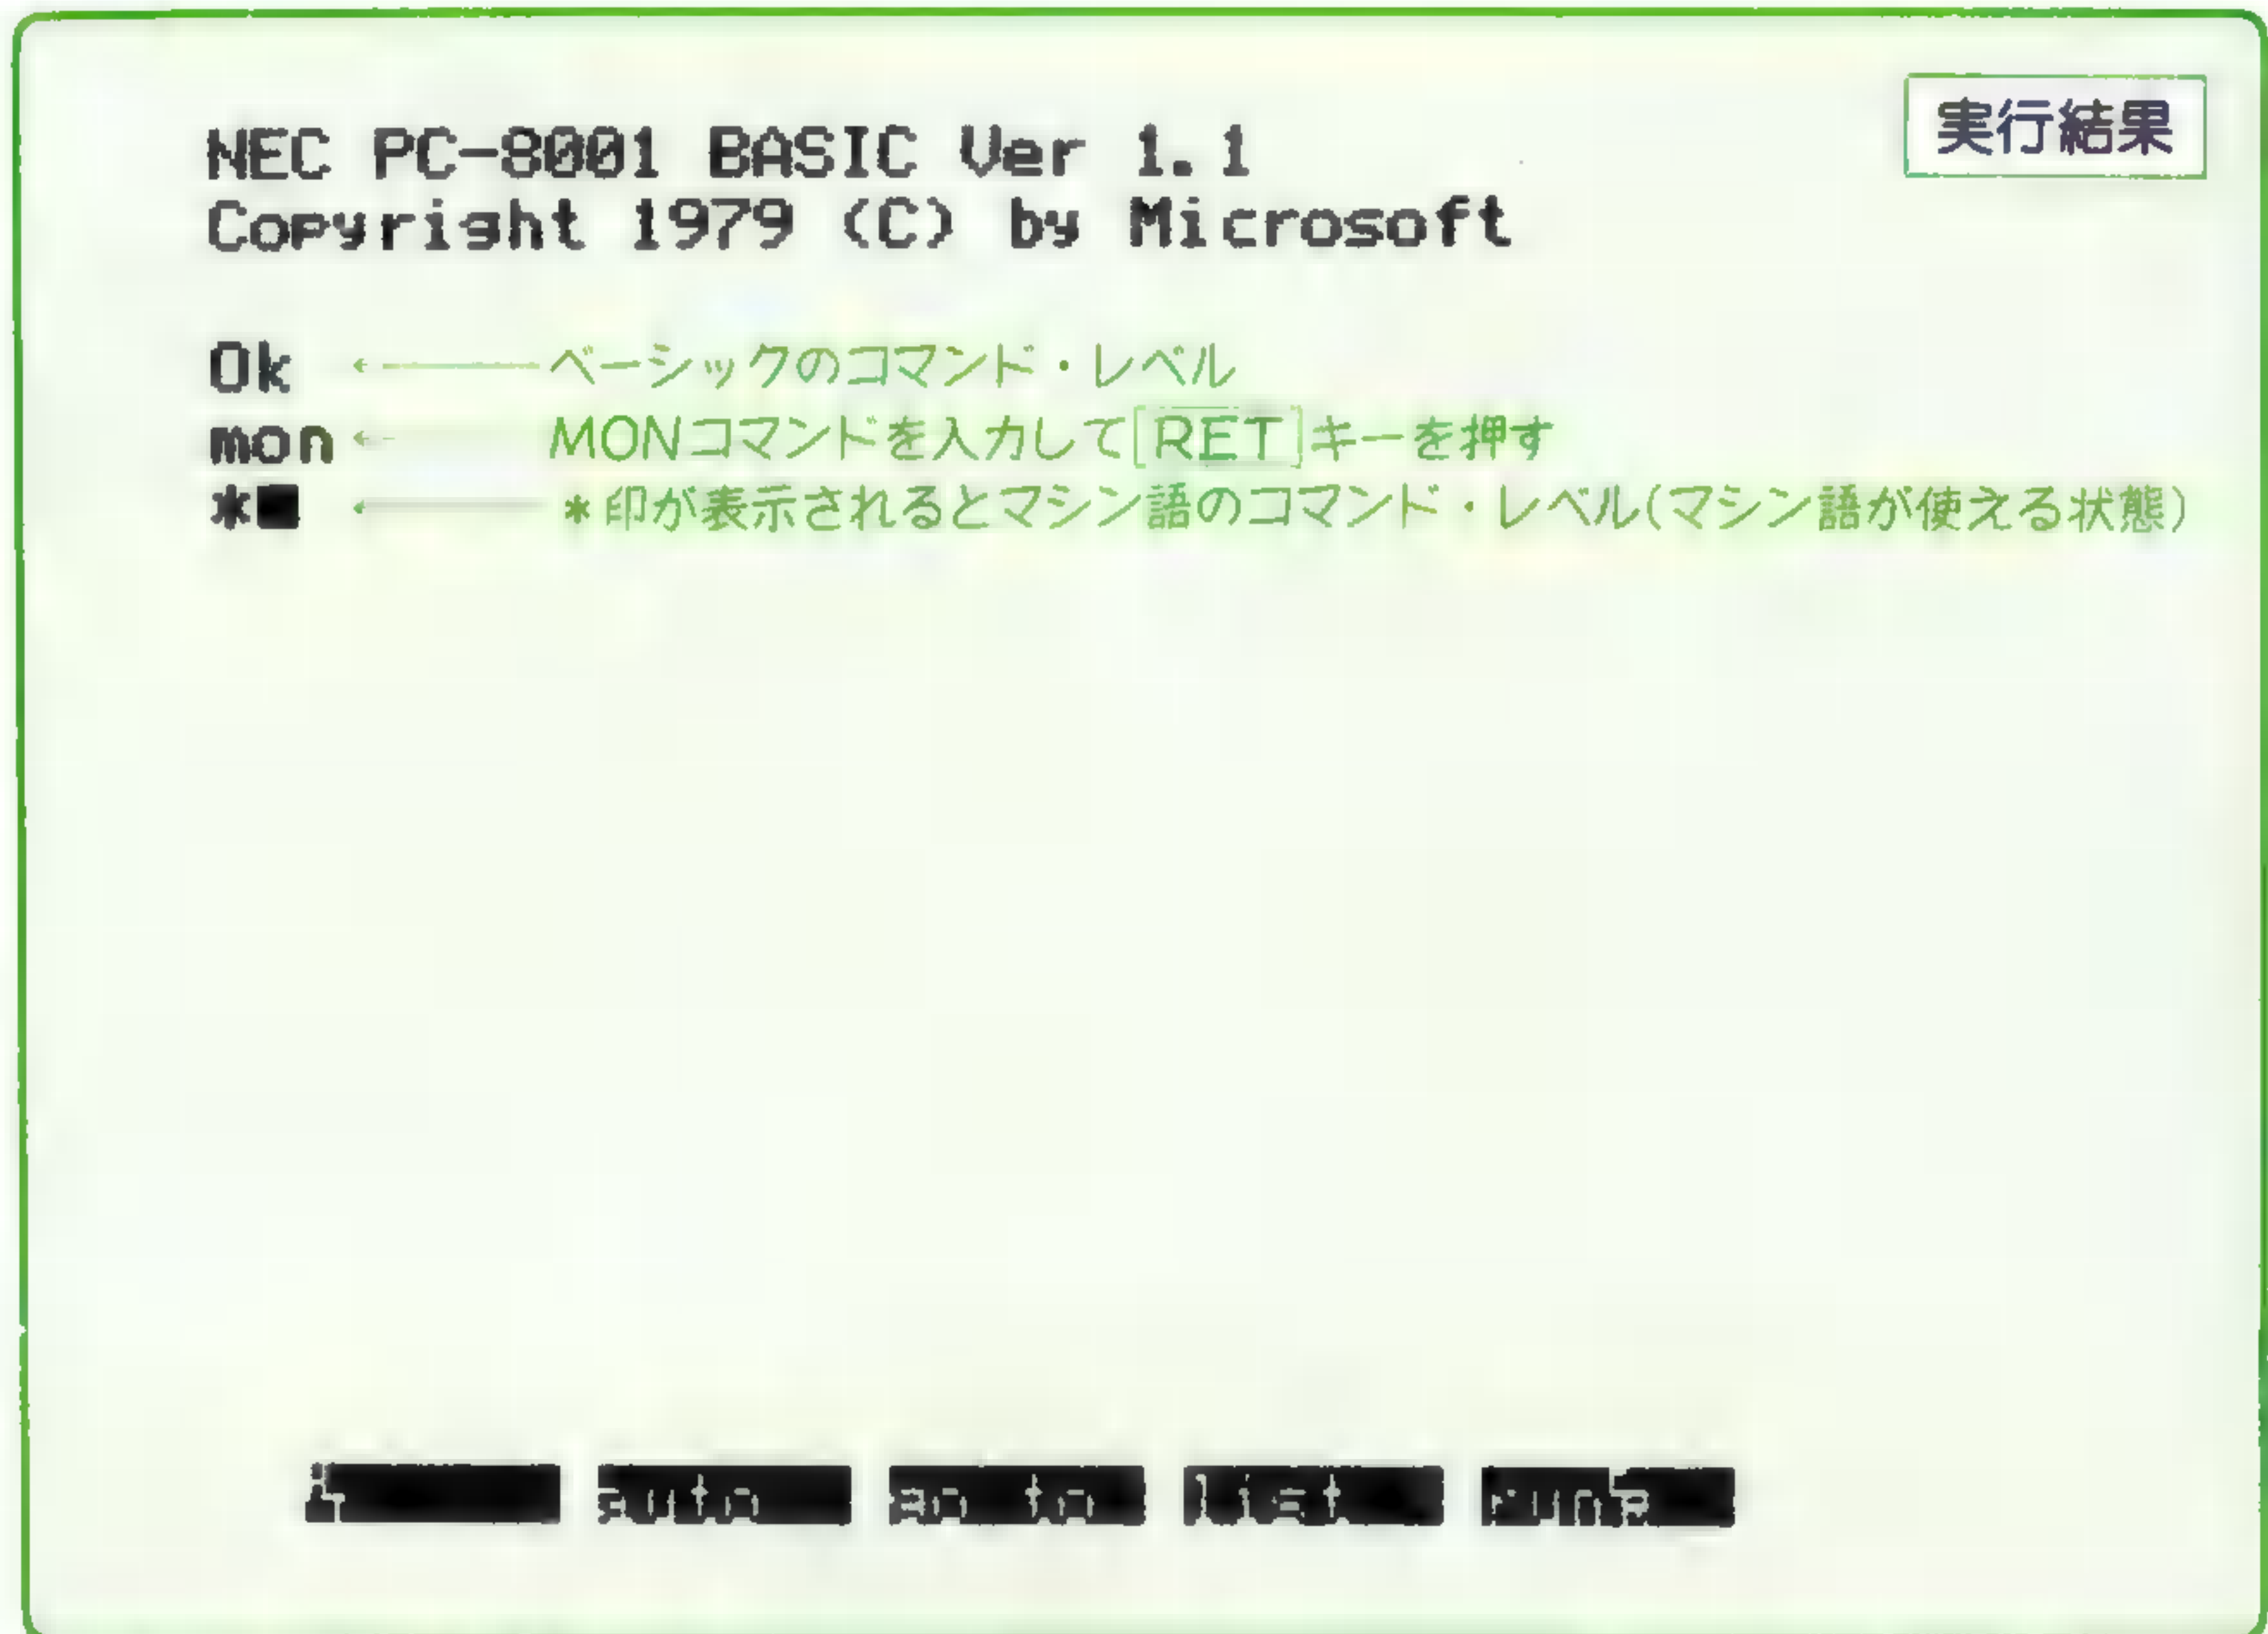 実行結果
NEC PC-8001 BASIC Ver 1.1
Copyright 1979 (C) by Microsoft
Ok ← ベーシックのコマンド・レベル
mon ← MONコマンドを入力して[RET]キーを押す
*■ ← *印が表示されるとマシン語のコマンド・レベル(マシン語が使える状態)
auto go to list